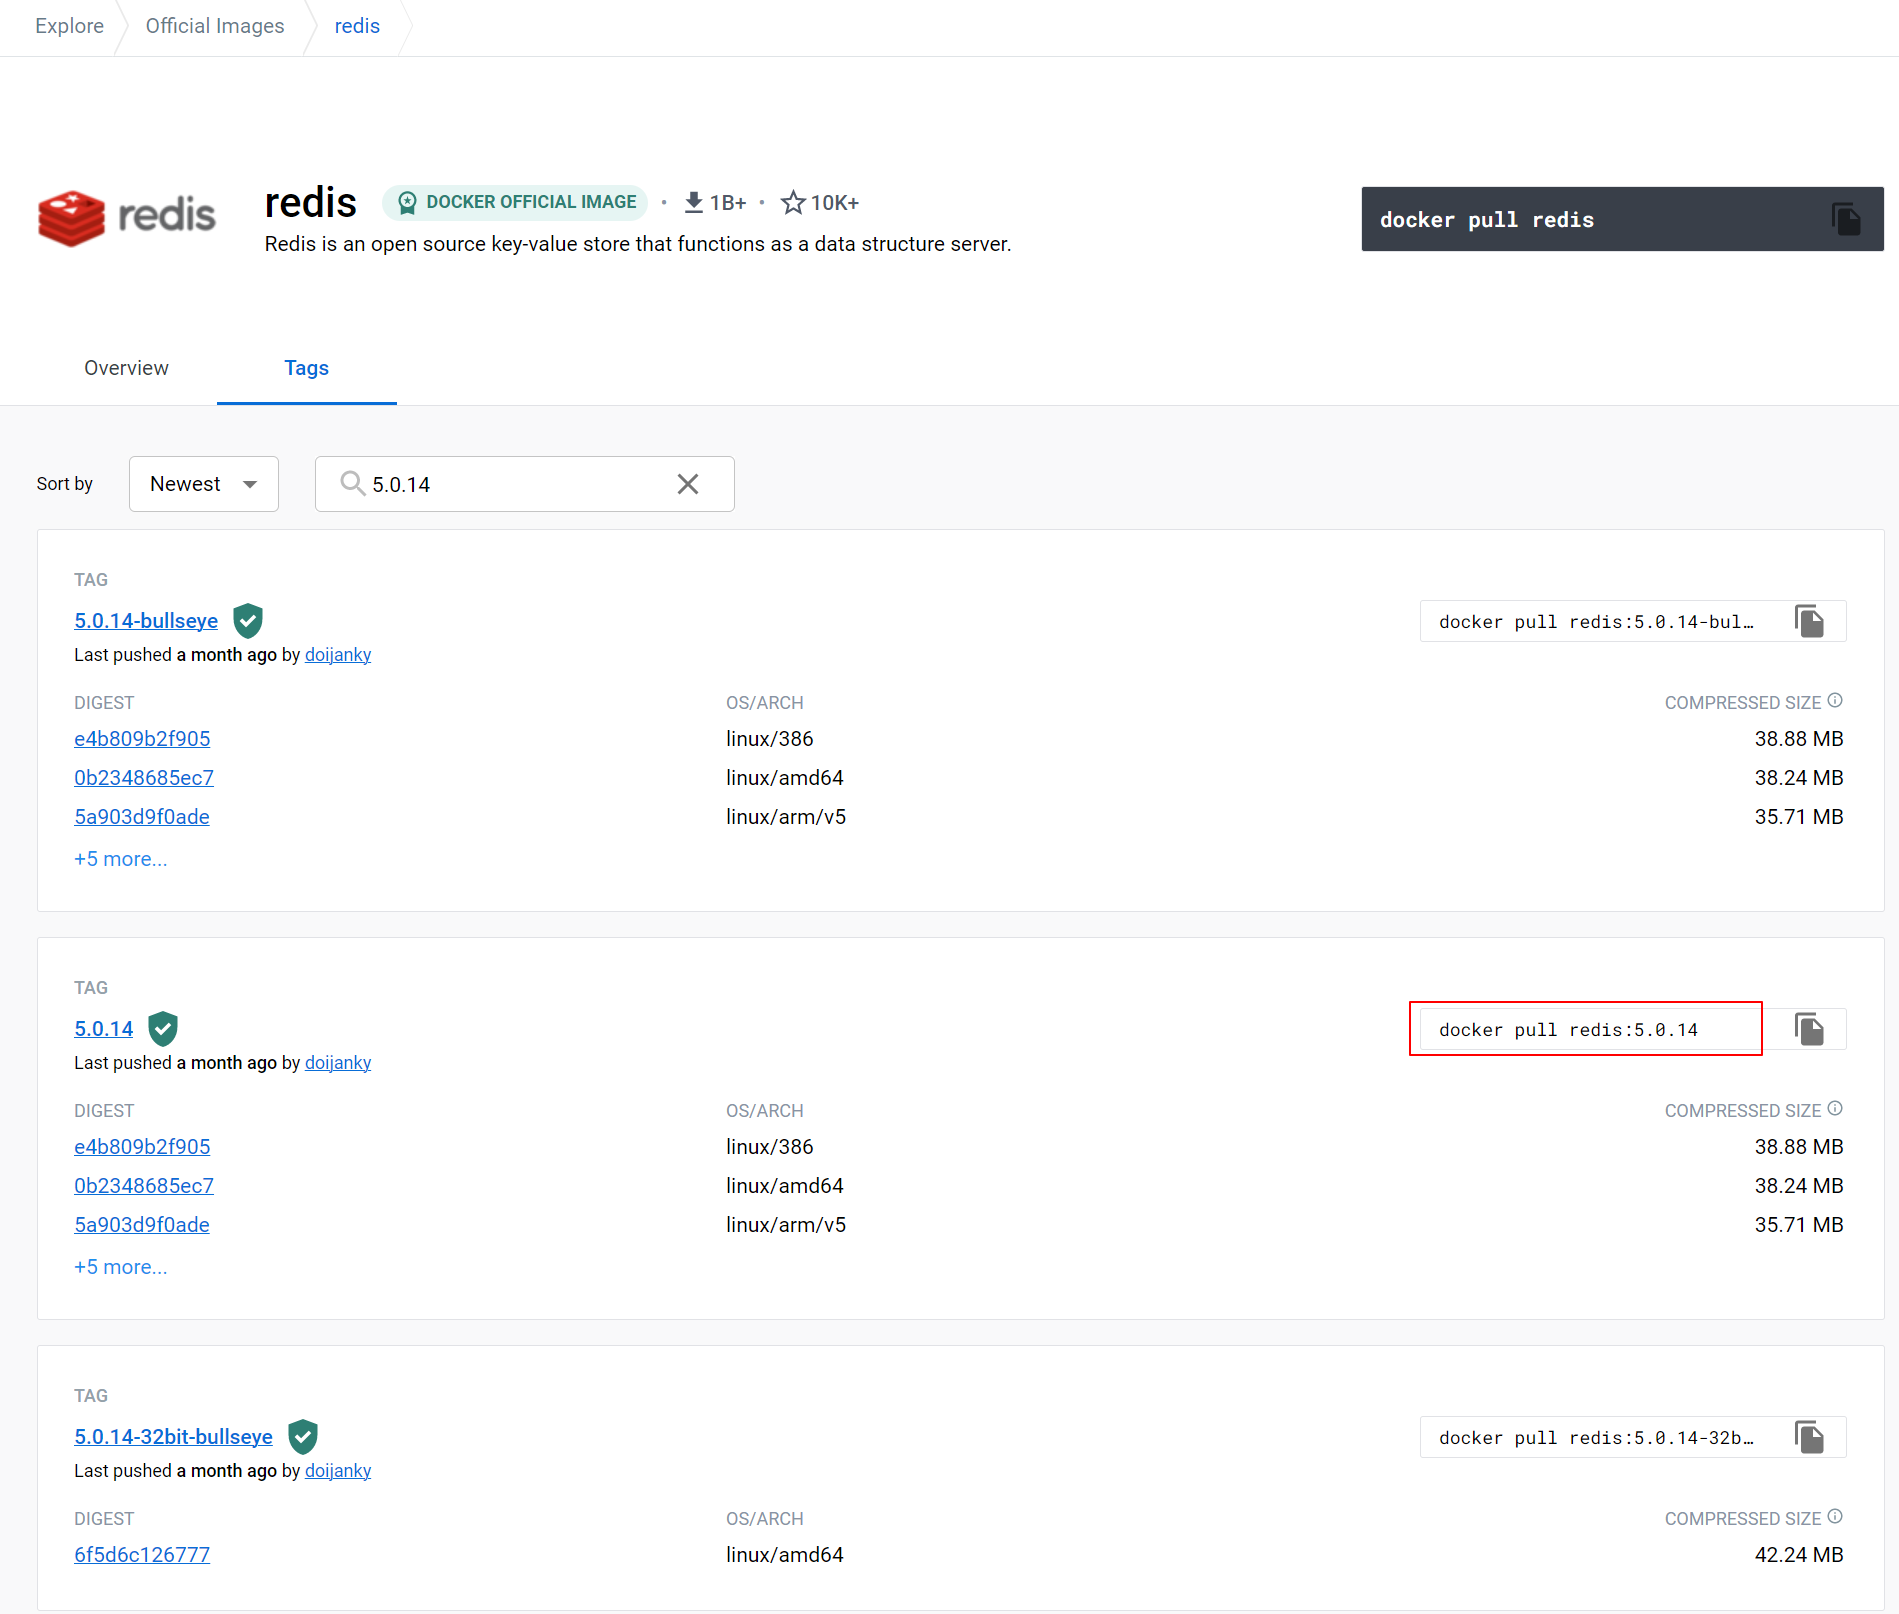 Explore
Official Images
redis
redis
redis
DOCKER OFFICIAL IMAGE
1B+
10K+
Redis is an open source key-value store that functions as a data structure server.
docker pull redis
Overview
Tags
Sort by
Newest
5.0.14
TAG
5.0.14-bullseye
Last pushed a month ago by doijanky
docker pull redis:5.0.14-bul…
DIGEST
OS/ARCH
COMPRESSED SIZE
e4b809b2f905
linux/386
38.88 MB
0b2348685ec7
linux/amd64
38.24 MB
5a903d9f0ade
linux/arm/v5
35.71 MB
+5 more...
TAG
5.0.14
Last pushed a month ago by doijanky
docker pull redis:5.0.14
DIGEST
OS/ARCH
COMPRESSED SIZE
e4b809b2f905
linux/386
38.88 MB
0b2348685ec7
linux/amd64
38.24 MB
5a903d9f0ade
linux/arm/v5
35.71 MB
+5 more...
TAG
5.0.14-32bit-bullseye
Last pushed a month ago by doijanky
docker pull redis:5.0.14-32b…
DIGEST
OS/ARCH
COMPRESSED SIZE
6f5d6c126777
linux/amd64
42.24 MB